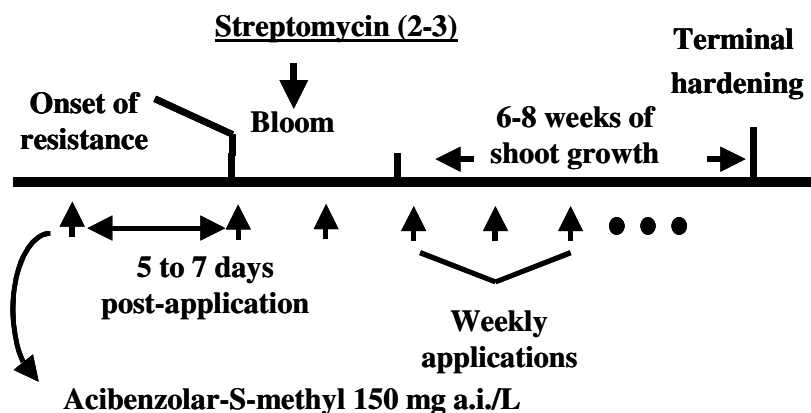 Streptomycin (2-3)
Terminal
hardening
Onset of
resistance
Bloom
6-8 weeks of
shoot growth
5 to 7 days
post-application
Weekly
applications
Acibenzolar-S-methyl 150 mg a.i./L